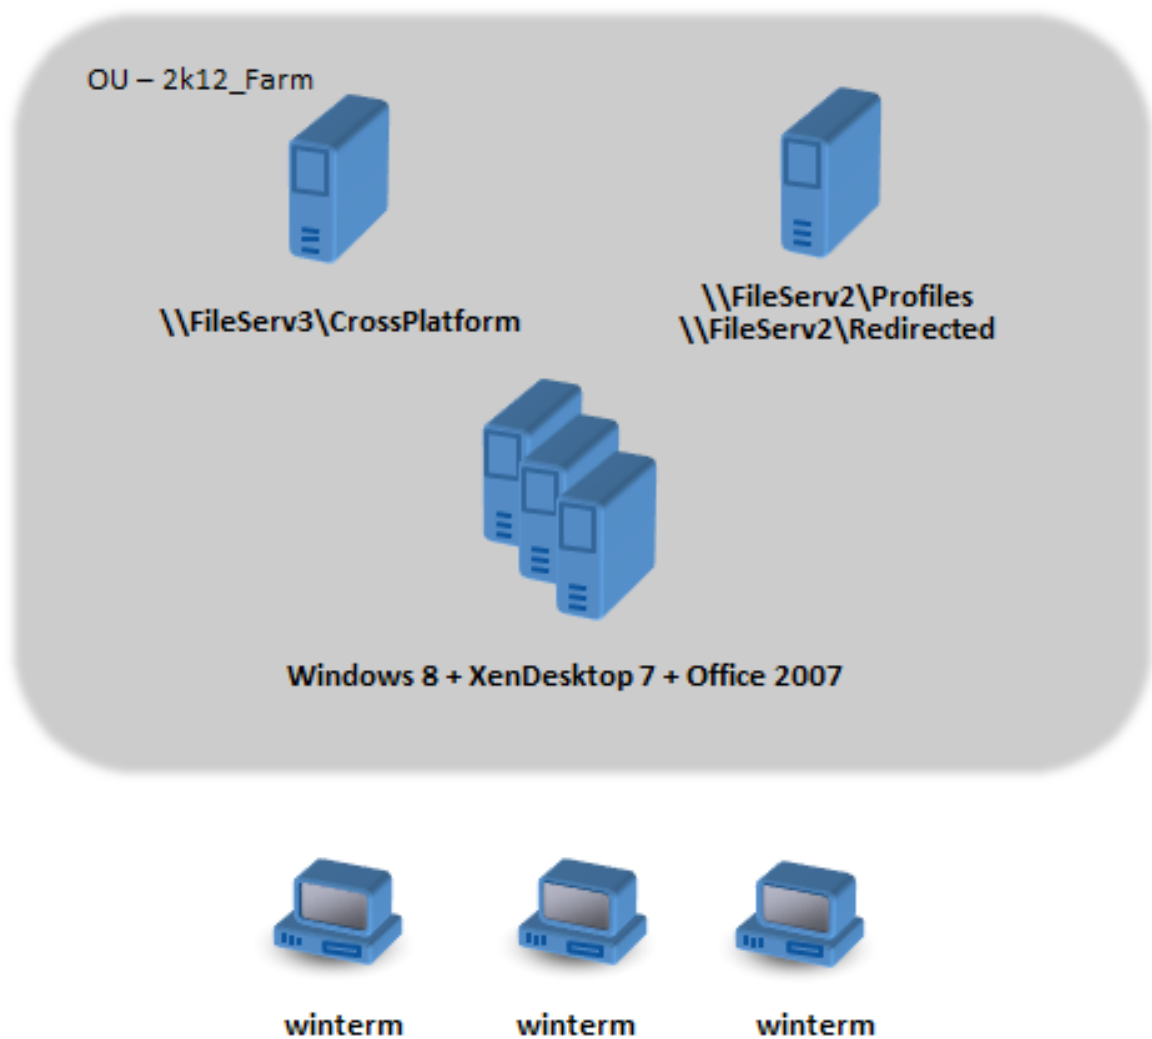 OU – 2k12_Farm
\\FileServ3\CrossPlatform
\\FileServ2\Profiles
\\FileServ2\Redirected
Windows 8 + XenDesktop 7 + Office 2007
winterm
winterm
winterm